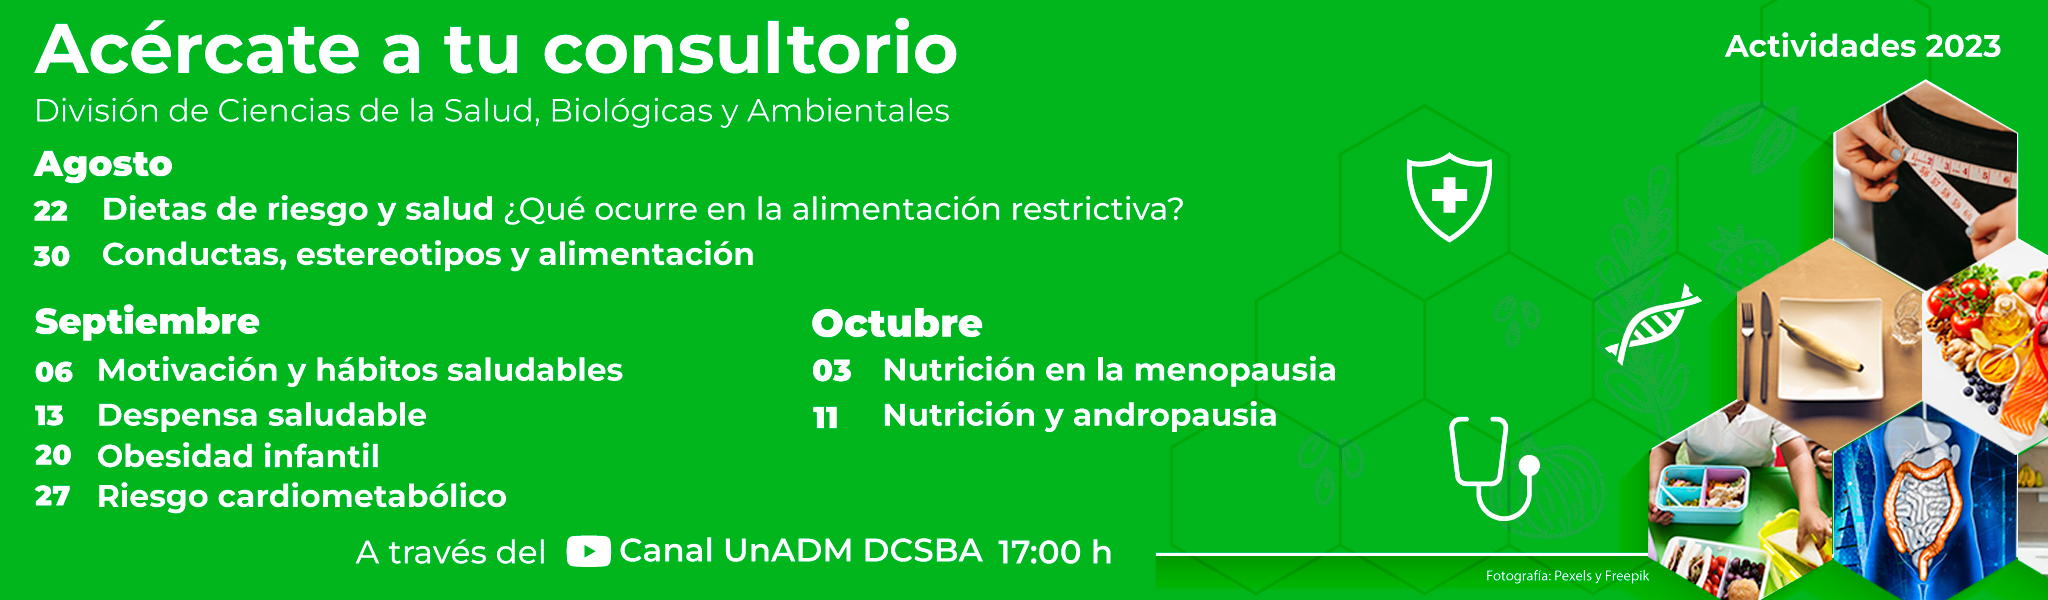 Acércate a tu consultorio
Actividades 2023
División de Ciencias de la Salud, Biológicas y Ambientales
Agosto
22 Dietas de riesgo y salud ¿Qué ocurre en la alimentación restrictiva?
30 Conductas, estereotipos y alimentación
Septiembre
06 Motivación y hábitos saludables
13 Despensa saludable
20 Obesidad infantil
27 Riesgo cardiometabólico
Octubre
03 Nutrición en la menopausia
11 Nutrición y andropausia
A través del Canal UnADM DCSBA 17:00 h
Fotografía: Pexels y Freepik